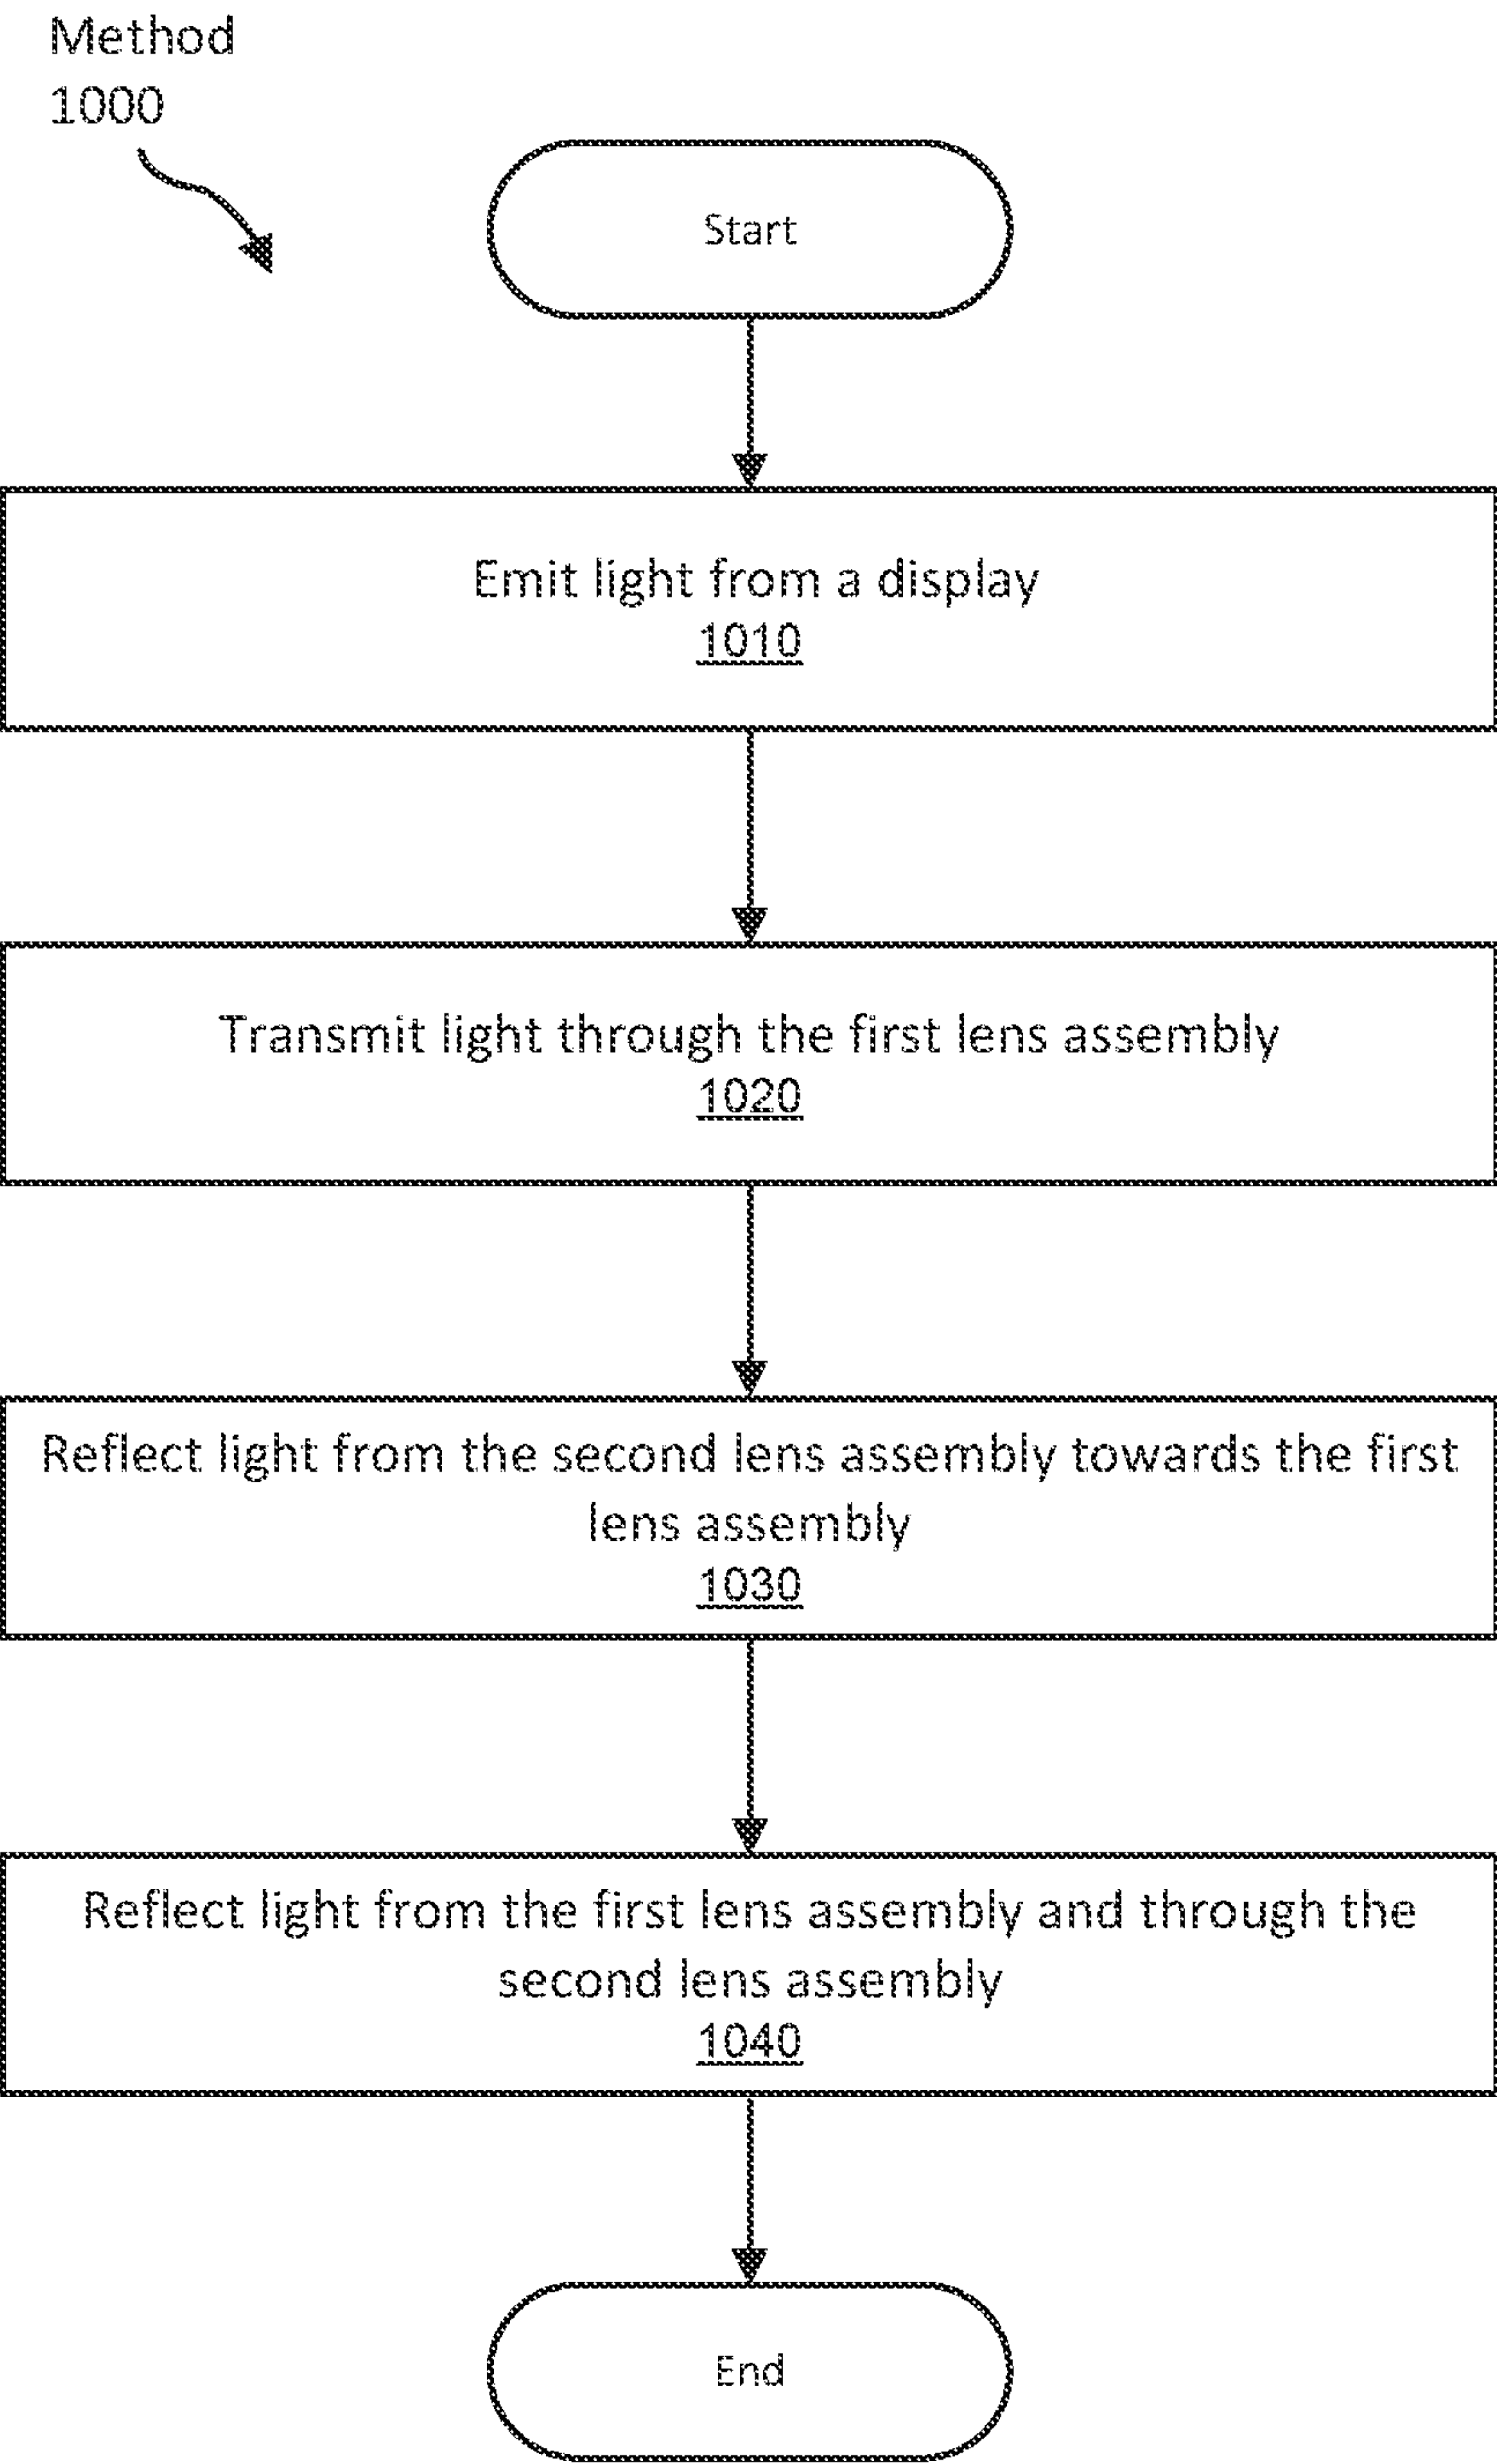 Method
1000
Start
Emit light from a display
1010
Transmit light through the first lens assembly
1020
Reflect light from the second lens assembly towards the first
lens assembly
1030
Reflect light from the first lens assembly and through the
second lens assembly
1040
End